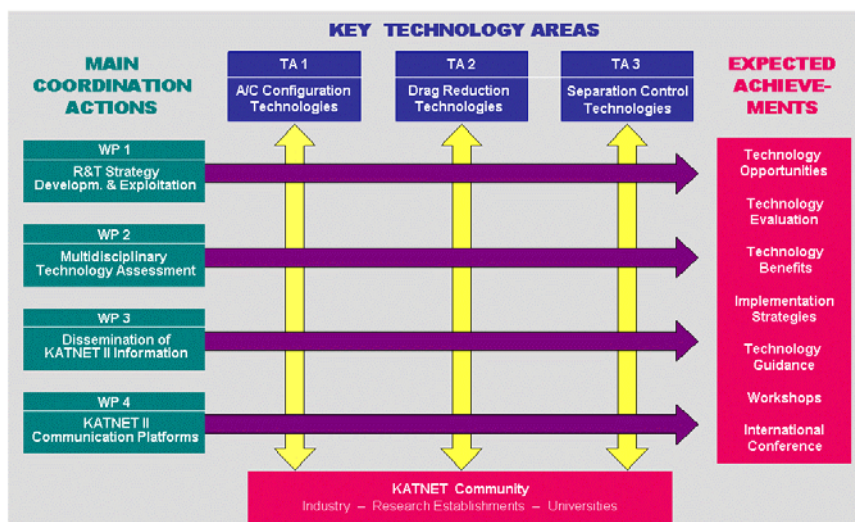 KEY TECHNOLOGY AREAS
MAIN
COORDINATION
ACTIONS
TA 1
A/C Configuration
Technologies
TA 2
Drag Reduction
Technologies
TA 3
Separation Control
Technologies
EXPECTED
ACHIEVE-
MENTS
WP 1
R&T Strategy
Developm. & Exploitation
WP 2
Multidisciplinary
Technology Assessment
WP 3
Dissemination of
KATNET II Information
WP 4
KATNET II
Communication Platforms
Technology
Opportunities
Technology
Evaluation
Technology
Benefits
Implementation
Strategies
Technology
Guidance
Workshops
International
Conference
KATNET Community
Industry – Research Establishments – Universities